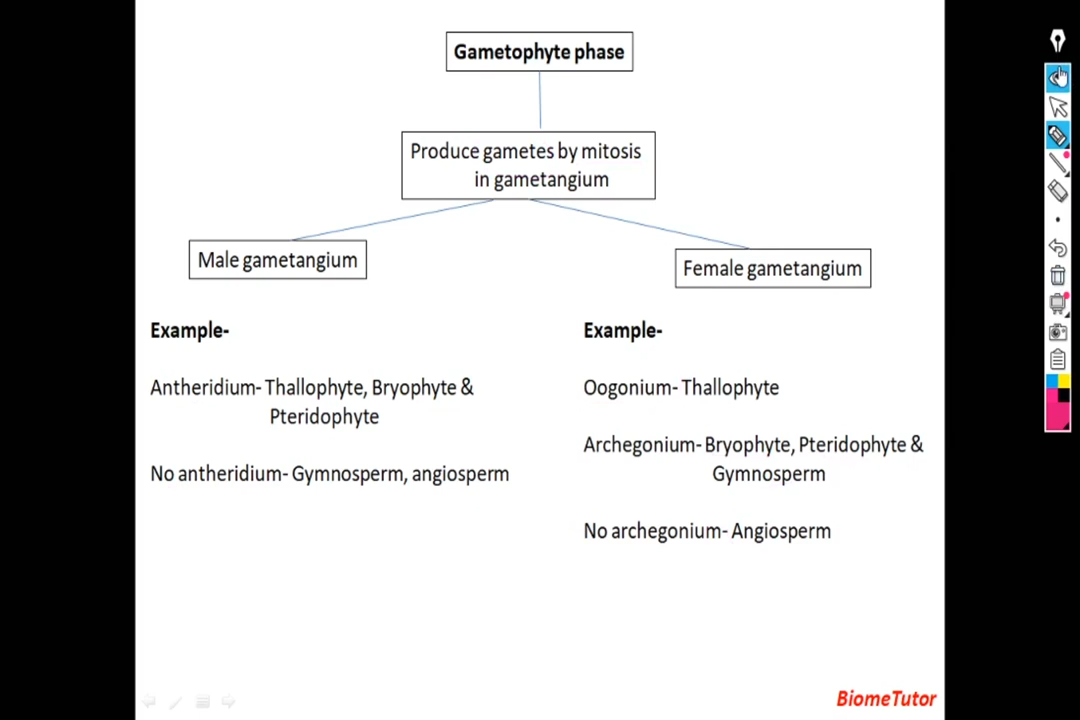 Gametophyte phase
Produce gametes by mitosis
in gametangium
Male gametangium
Female gametangium
Example-
Antheridium- Thallophyte, Bryophyte &
Pteridophyte
No antheridium- Gymnosperm, angiosperm
Example-
Oogonium- Thallophyte
Archegonium- Bryophyte, Pteridophyte &
Gymnosperm
No archegonium- Angiosperm
BiomeTutor